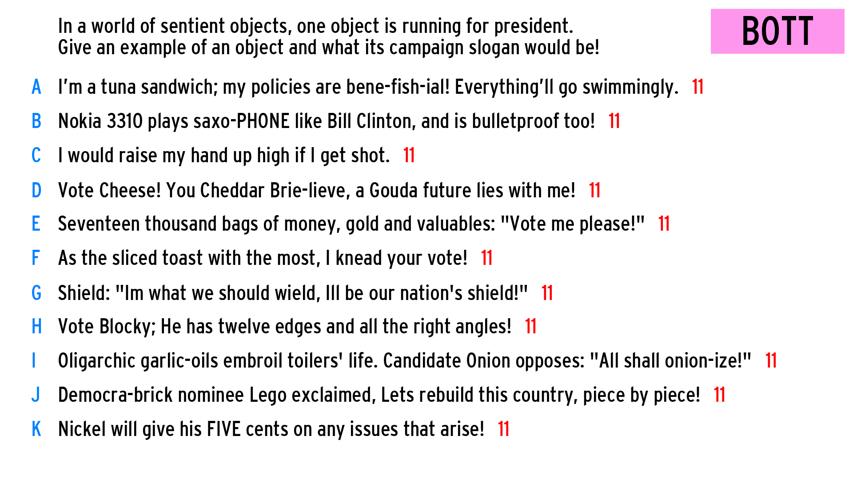 In a world of sentient objects, one object is running for president.
Give an example of an object and what its campaign slogan would be!
BOTT
A I'm a tuna sandwich; my policies are bene-fish-ial! Everything'll go swimmingly. 11
B Nokia 3310 plays saxo-PHONE like Bill Clinton, and is bulletproof too! 11
C I would raise my hand up high if I get shot. 11
D Vote Cheese! You Cheddar Brie-lieve, a Gouda future lies with me! 11
E Seventeen thousand bags of money, gold and valuables: "Vote me please!" 11
F As the sliced toast with the most, I knead your vote! 11
G Shield: "Im what we should wield, Ill be our nation's shield!" 11
H Vote Blocky; He has twelve edges and all the right angles! 11
I Oligarchic garlic-oils embroil toilers' life. Candidate Onion opposes: "All shall onion-ize!" 11
J Democra-brick nominee Lego exclaimed, Lets rebuild this country, piece by piece! 11
K Nickel will give his FIVE cents on any issues that arise! 11